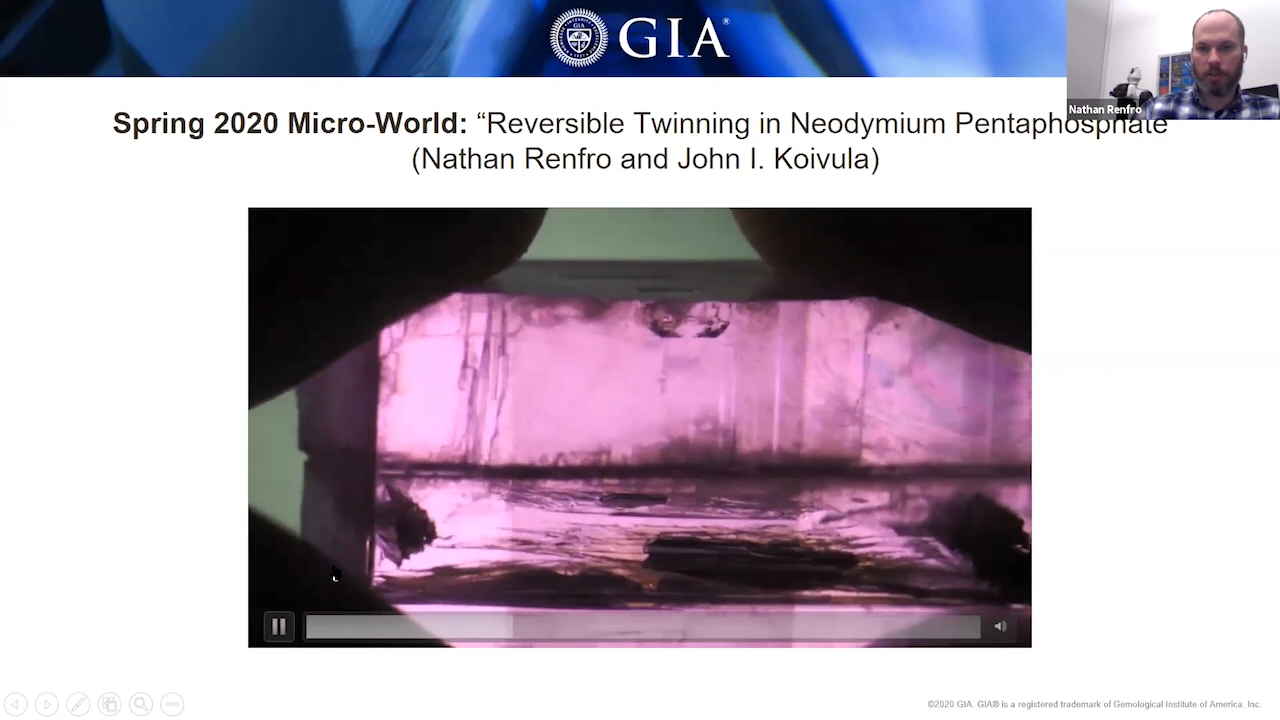 GIA®
Nathan Renfro
Spring 2020 Micro-World: “Reversible Twinning in Neodymium Pentaphosphate
(Nathan Renfro and John I. Koivula)
©2020 GIA. GIA® is a registered trademark of Gemological Institute of America, Inc.